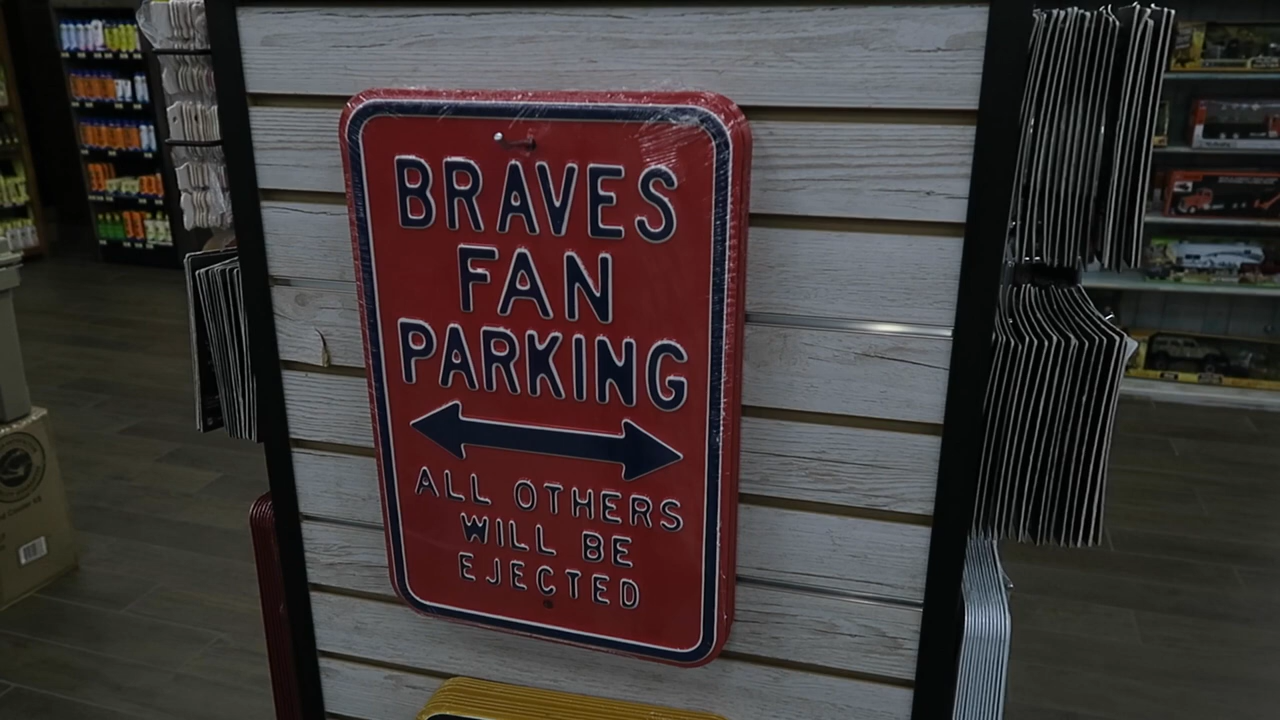 BRAVES
FAN
PARKING
ALL OTHERS
WILL BE
EJECTED